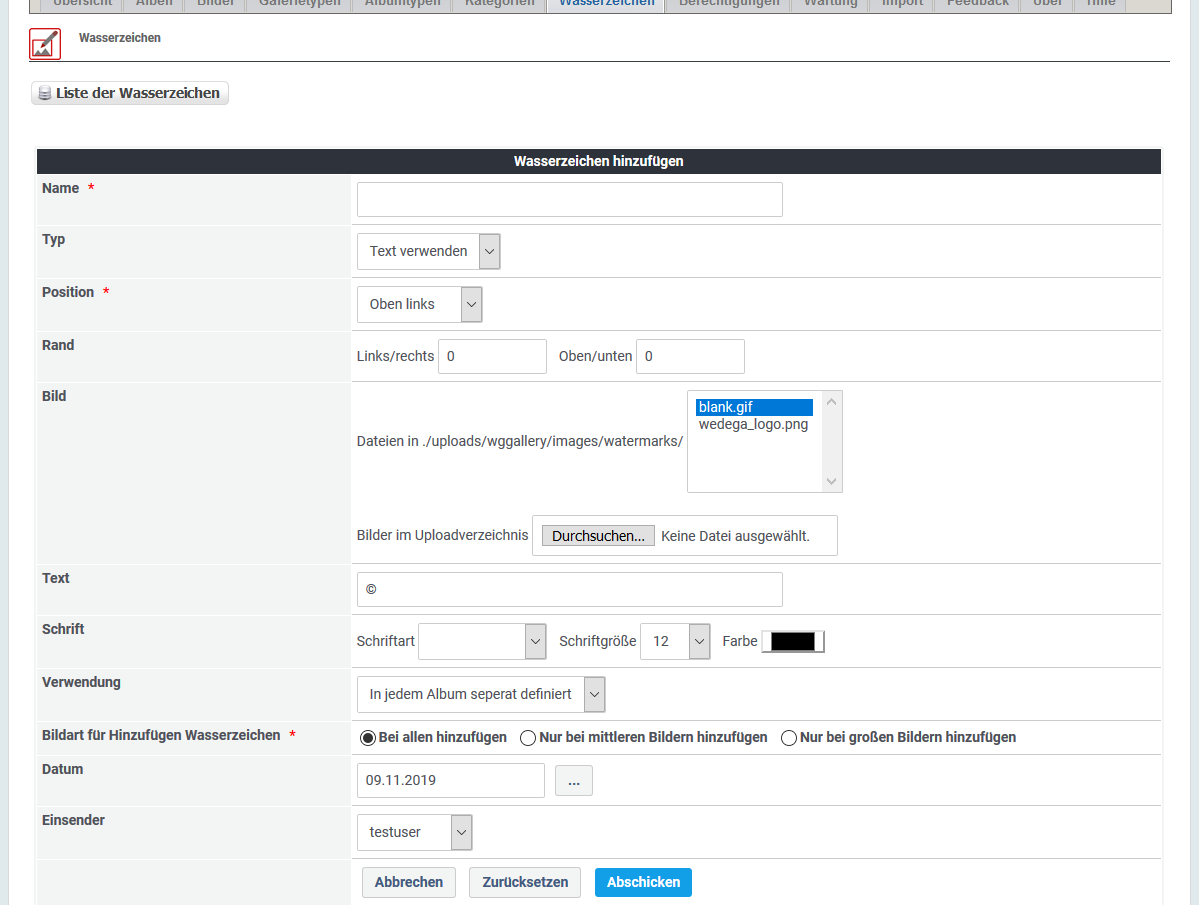 Übersicht Alben Bilder Galerietypen Albumtypen Kategorien Wasserzeichen Berechtigungen Wartung Import Feedback Über Hilfe
Wasserzeichen
Liste der Wasserzeichen
Wasserzeichen hinzufügen
Name *
Typ
Text verwenden
Position *
Oben links
Rand
Links/rechts 0 Oben/unten 0
Bild
blank.gif
wedega_logo.png
Dateien in ./uploads/wggallery/images/watermarks/
Bilder im Uploadverzeichnis Durchsuchen... Keine Datei ausgewählt.
Text
©
Schrift
Schriftart Schriftgröße 12 Farbe
Verwendung
In jedem Album seperat definiert
Bildart für Hinzufügen Wasserzeichen *
Bei allen hinzufügen Nur bei mittleren Bildern hinzufügen Nur bei großen Bildern hinzufügen
Datum
09.11.2019 ...
Einsender
testuser
Abbrechen Zurücksetzen Abschicken